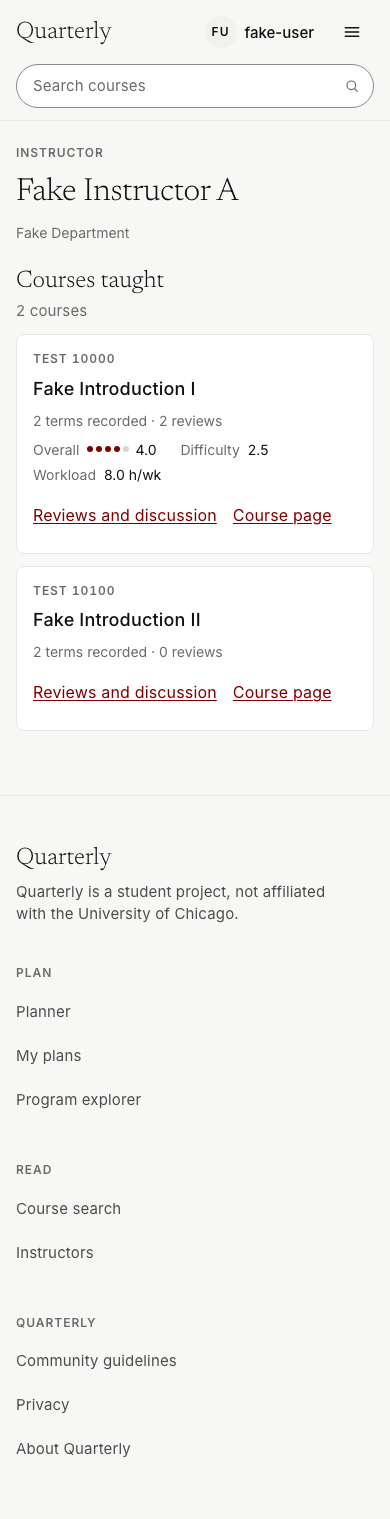 Quarterly
FU fake-user
Search courses
INSTRUCTOR
Fake Instructor A
Fake Department
Courses taught
2 courses
TEST 10000
Fake Introduction I
2 terms recorded · 2 reviews
Overall 4.0 Difficulty 2.5
Workload 8.0 h/wk
Reviews and discussion Course page
TEST 10100
Fake Introduction II
2 terms recorded · 0 reviews
Reviews and discussion Course page
Quarterly
Quarterly is a student project, not affiliated
with the University of Chicago.
PLAN
Planner
My plans
Program explorer
READ
Course search
Instructors
QUARTERLY
Community guidelines
Privacy
About Quarterly